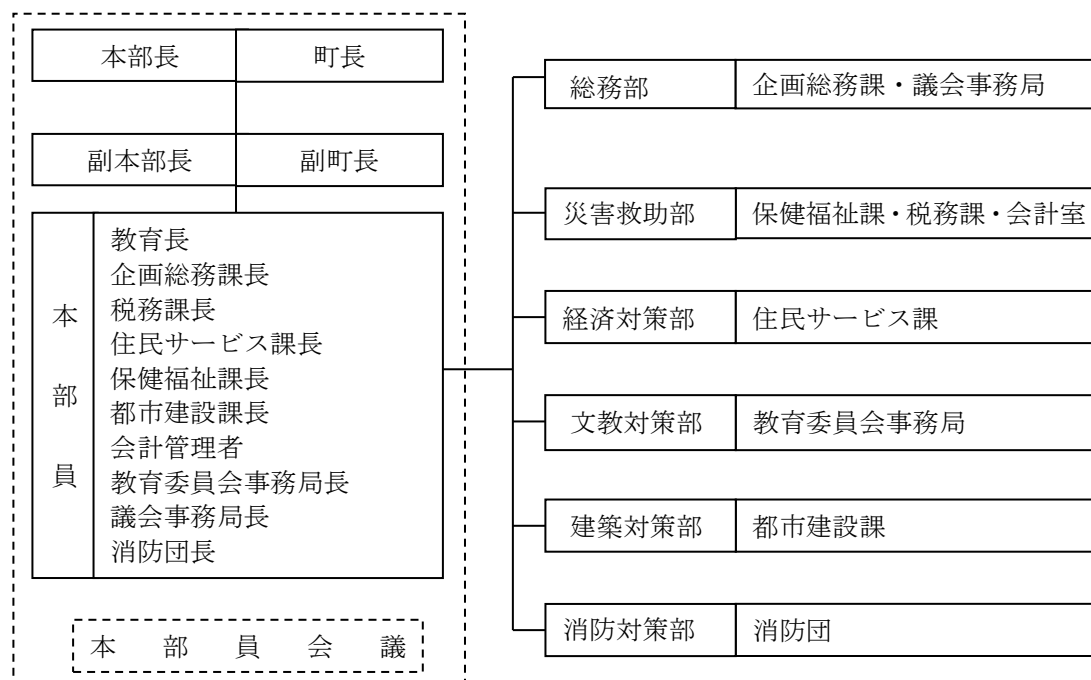 本部長 町長
副本部長 副町長
本部員
教育長
企画総務課長
税務課長
住民サービス課長
保健福祉課長
都市建設課長
会計管理者
教育委員会事務局長
議会事務局長
消防団長
本部員会議
総務部 企画総務課・議会事務局
災害救助部 保健福祉課・税務課・会計室
経済対策部 住民サービス課
文教対策部 教育委員会事務局
建築対策部 都市建設課
消防対策部 消防団